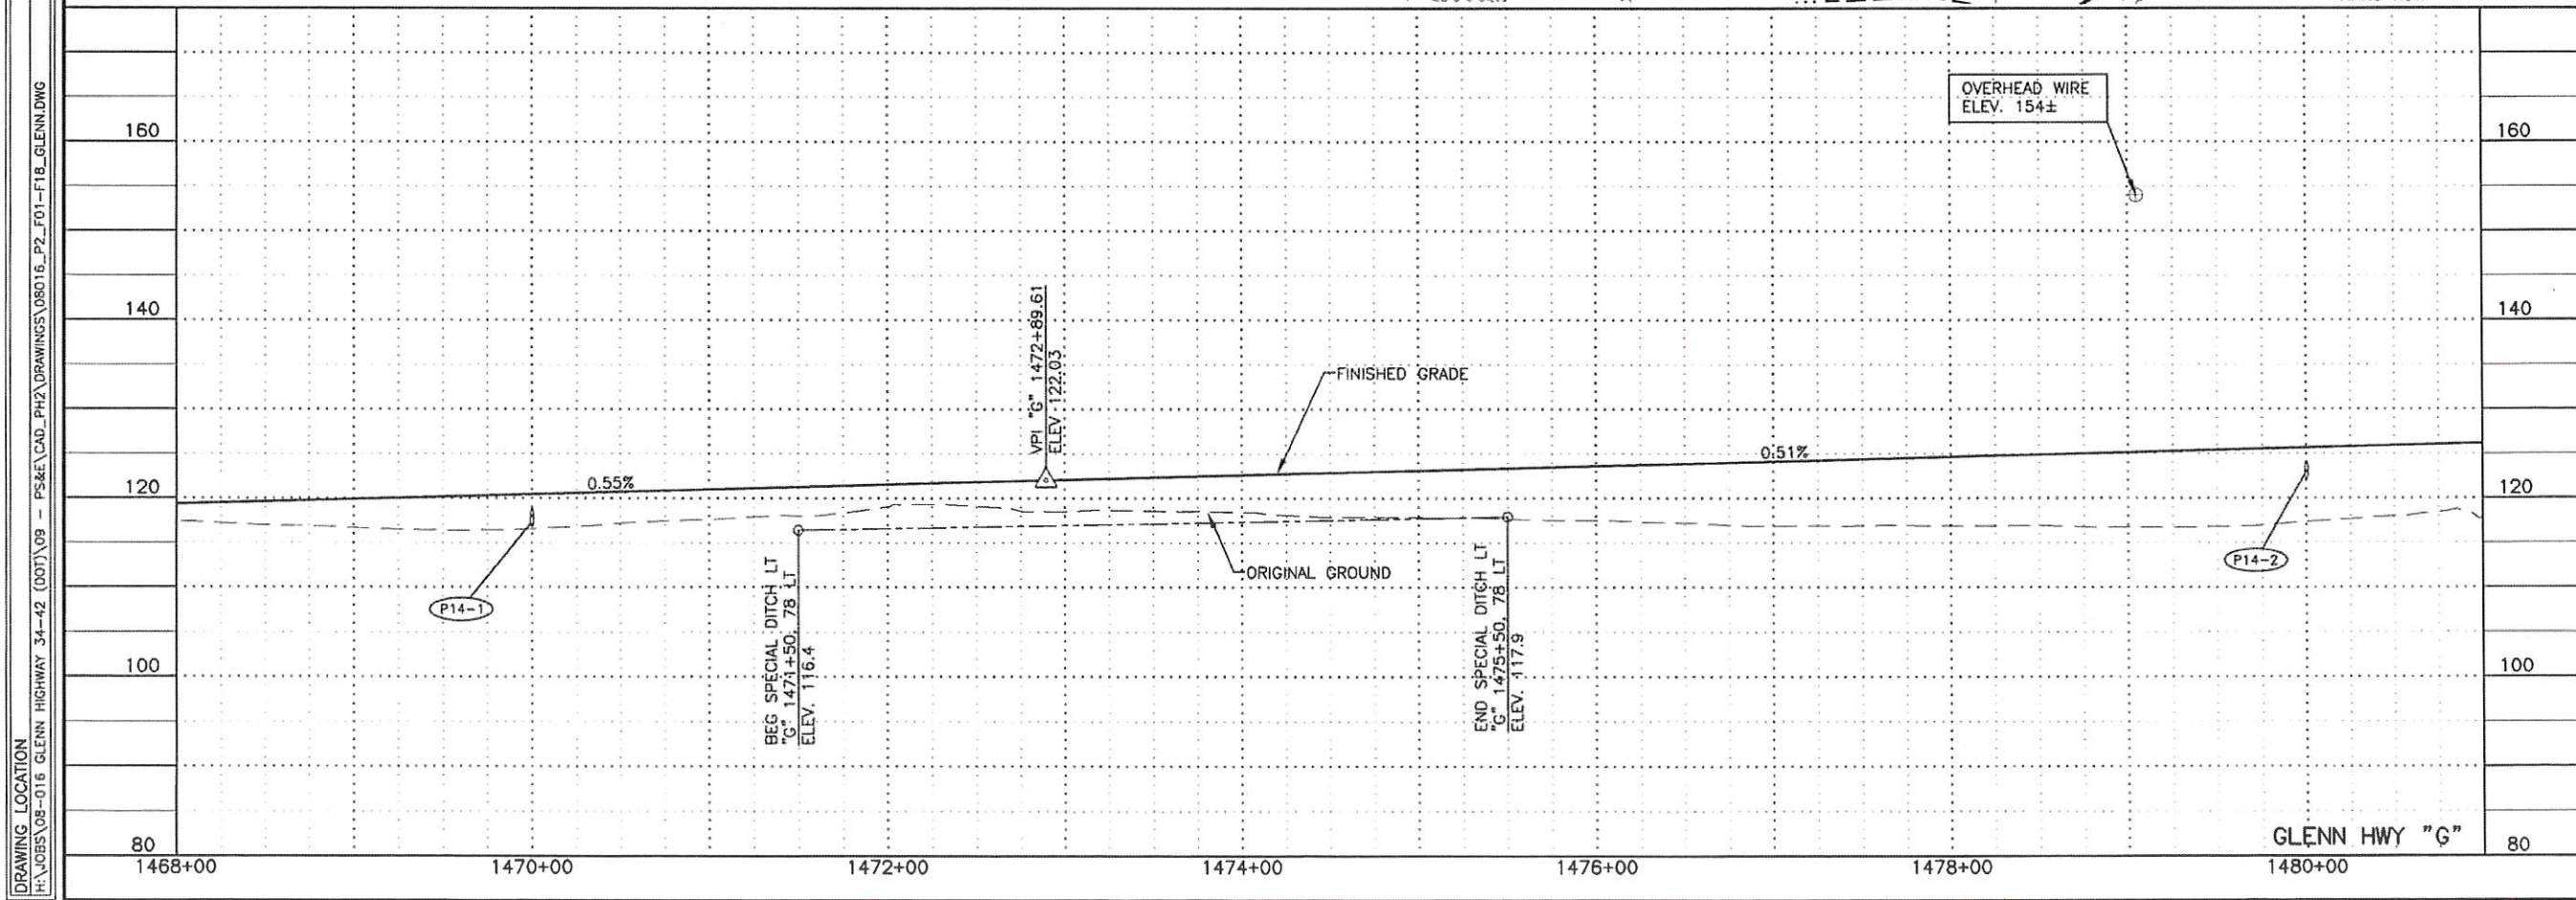 OVERHEAD WIRE
ELEV. 154±
160
160
140
140
VPI "G" 1472+89.61
ELEV 122.03
FINISHED GRADE
0.51%
0.55%
120
120
P14-1
P14-2
ORIGINAL GROUND
BEG SPECIAL DITCH LT
"G" 1471+50, 78 LT
ELEV. 116.4
END SPECIAL DITCH LT
"G" 1475+50, 78 LT
ELEV. 117.9
100
100
80
80
GLENN HWY "G"
1468+00
1470+00
1472+00
1474+00
1476+00
1478+00
1480+00
DRAWING LOCATION
H:\JOBS\08-016 GLENN HIGHWAY 34-42 (DOT)\09 - PS&E\CAD_PH2\DRAWINGS\08016_P2_F01-F18_GLENN.DWG